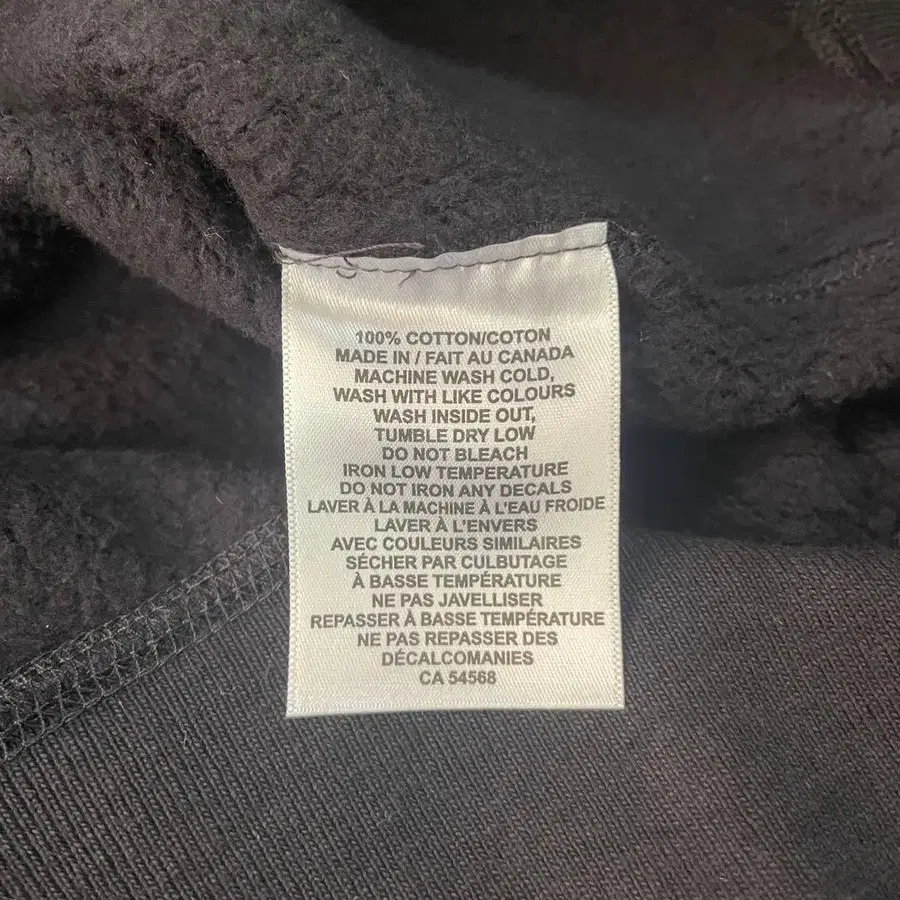 100% COTTON/COTON
MADE IN / FAIT AU CANADA
MACHINE WASH COLD,
WASH WITH LIKE COLOURS
WASH INSIDE OUT,
TUMBLE DRY LOW
DO NOT BLEACH
IRON LOW TEMPERATURE
DO NOT IRON ANY DECALS
LAVER À LA MACHINE À L'EAU FROIDE
LAVER À L'ENVERS
AVEC COULEURS SIMILAIRES
SÉCHER PAR CULBUTAGE
À BASSE TEMPÉRATURE
NE PAS JAVELLISER
REPASSER À BASSE TEMPÉRATURE
NE PAS REPASSER DES
DÉCALCOMANIES
CA 54568